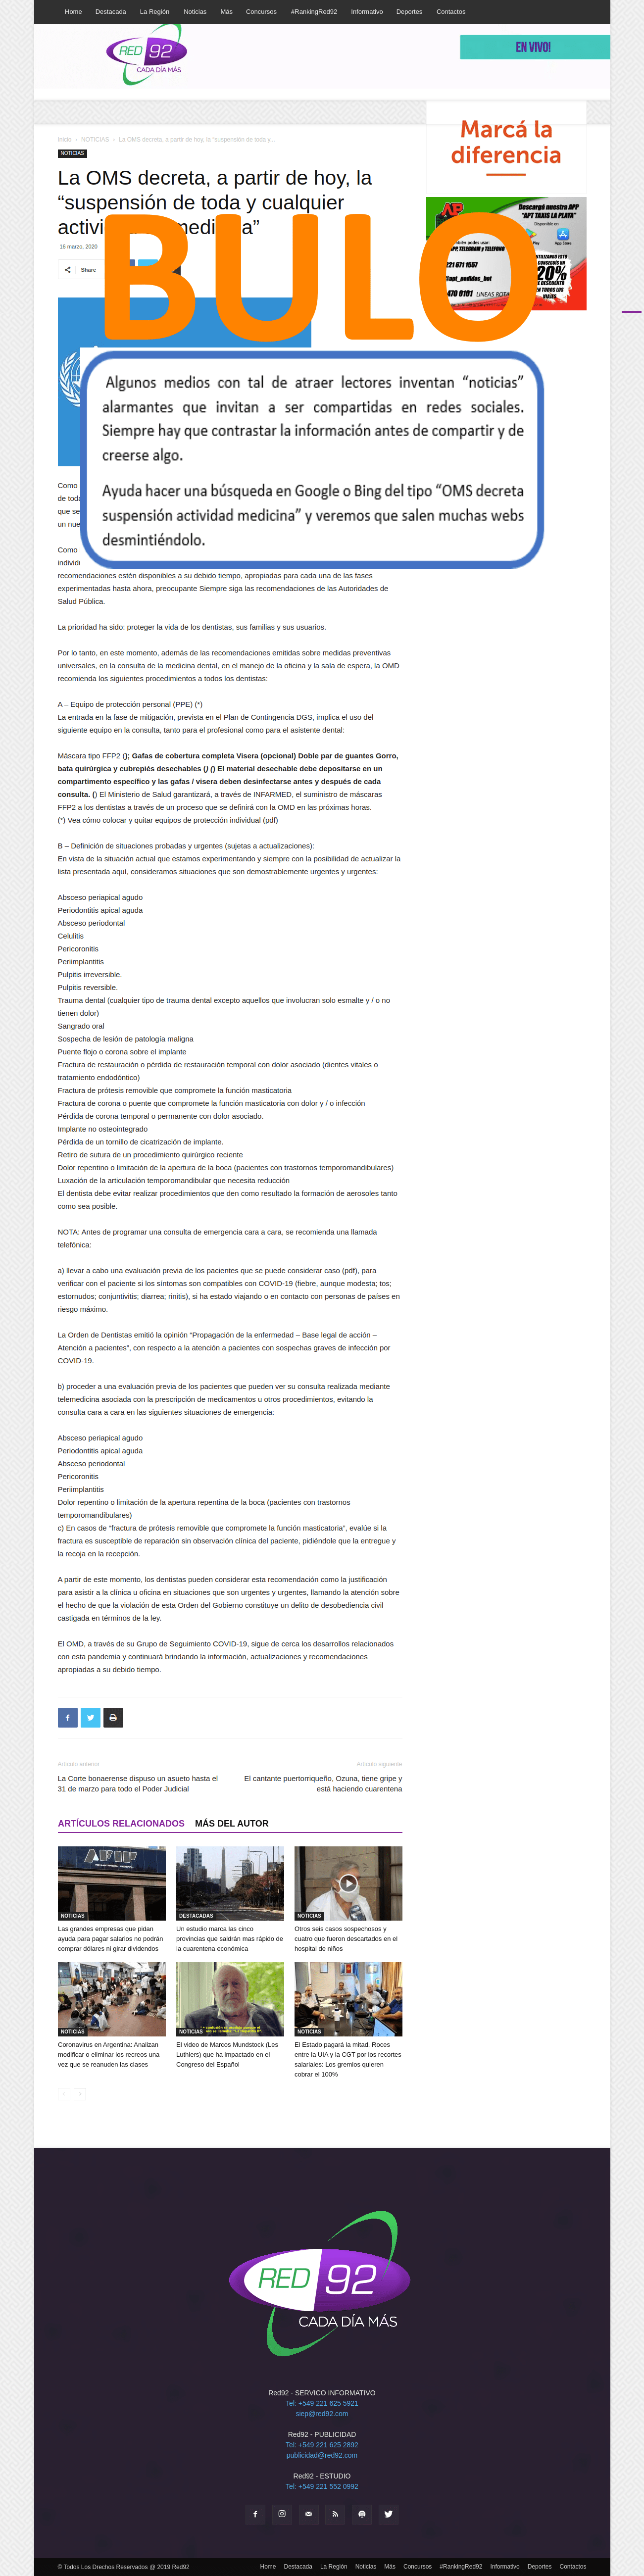 Home Destacada La Región Noticias Más Concursos #RankingRed92 Informativo Deportes Contactos
RED 92
CADA DÍA MÁS
EN VIVO!
Inicio › NOTICIAS › La OMS decreta, a partir de hoy, la “suspensión de toda y...
NOTICIAS
La OMS decreta, a partir de hoy, la
“suspensión de toda y cualquier
16 marzo, 2020
Share
Marcá la
diferencia
Descargá nuestra APP
"APT TAXIS LA PLATA"
App Store
20%
BULO
Algunos medios con tal de atraer lectores inventan “noticias”
alarmantes que invitan a ser compartidas en redes sociales.
Siempre hay que contrastar la información antes de compartir y de
creerse algo.
Ayuda hacer una búsqueda en Google o Bing del tipo “OMS decreta
suspensión actividad medicina” y veremos que salen muchas webs
desmintiéndolo.
Como
de toda
que se
un nue
Como
individu
recomendaciones estén disponibles a su debido tiempo, apropiadas para cada una de las fases
experimentadas hasta ahora, preocupante Siempre siga las recomendaciones de las Autoridades de
Salud Pública.
La prioridad ha sido: proteger la vida de los dentistas, sus familias y sus usuarios.
Por lo tanto, en este momento, además de las recomendaciones emitidas sobre medidas preventivas
universales, en la consulta de la medicina dental, en el manejo de la oficina y la sala de espera, la OMD
recomienda los siguientes procedimientos a todos los dentistas:
A – Equipo de protección personal (PPE) (*)
La entrada en la fase de mitigación, prevista en el Plan de Contingencia DGS, implica el uso del
siguiente equipo en la consulta, tanto para el profesional como para el asistente dental:
Máscara tipo FFP2 (); Gafas de cobertura completa Visera (opcional) Doble par de guantes Gorro,
bata quirúrgica y cubrepiés desechables () () El material desechable debe depositarse en un
compartimento específico y las gafas / visera deben desinfectarse antes y después de cada
consulta. () El Ministerio de Salud garantizará, a través de INFARMED, el suministro de máscaras
FFP2 a los dentistas a través de un proceso que se definirá con la OMD en las próximas horas.
(*) Vea cómo colocar y quitar equipos de protección individual (pdf)
B – Definición de situaciones probadas y urgentes (sujetas a actualizaciones):
En vista de la situación actual que estamos experimentando y siempre con la posibilidad de actualizar la
lista presentada aquí, consideramos situaciones que son demostrablemente urgentes y urgentes:
Absceso periapical agudo
Periodontitis apical aguda
Absceso periodontal
Celulitis
Pericoronitis
Periimplantitis
Pulpitis irreversible.
Pulpitis reversible.
Trauma dental (cualquier tipo de trauma dental excepto aquellos que involucran solo esmalte y / o no
tienen dolor)
Sangrado oral
Sospecha de lesión de patología maligna
Puente flojo o corona sobre el implante
Fractura de restauración o pérdida de restauración temporal con dolor asociado (dientes vitales o
tratamiento endodóntico)
Fractura de prótesis removible que compromete la función masticatoria
Fractura de corona o puente que compromete la función masticatoria con dolor y / o infección
Pérdida de corona temporal o permanente con dolor asociado.
Implante no osteointegrado
Pérdida de un tornillo de cicatrización de implante.
Retiro de sutura de un procedimiento quirúrgico reciente
Dolor repentino o limitación de la apertura de la boca (pacientes con trastornos temporomandibulares)
Luxación de la articulación temporomandibular que necesita reducción
El dentista debe evitar realizar procedimientos que den como resultado la formación de aerosoles tanto
como sea posible.
NOTA: Antes de programar una consulta de emergencia cara a cara, se recomienda una llamada
telefónica:
a) llevar a cabo una evaluación previa de los pacientes que se puede considerar caso (pdf), para
verificar con el paciente si los síntomas son compatibles con COVID-19 (fiebre, aunque modesta; tos;
estornudos; conjuntivitis; diarrea; rinitis), si ha estado viajando o en contacto con personas de países en
riesgo máximo.
La Orden de Dentistas emitió la opinión “Propagación de la enfermedad – Base legal de acción –
Atención a pacientes”, con respecto a la atención a pacientes con sospechas graves de infección por
COVID-19.
b) proceder a una evaluación previa de los pacientes que pueden ver su consulta realizada mediante
telemedicina asociada con la prescripción de medicamentos u otros procedimientos, evitando la
consulta cara a cara en las siguientes situaciones de emergencia:
Absceso periapical agudo
Periodontitis apical aguda
Absceso periodontal
Pericoronitis
Periimplantitis
Dolor repentino o limitación de la apertura repentina de la boca (pacientes con trastornos
temporomandibulares)
c) En casos de “fractura de prótesis removible que compromete la función masticatoria”, evalúe si la
fractura es susceptible de reparación sin observación clínica del paciente, pidiéndole que la entregue y
la recoja en la recepción.
A partir de este momento, los dentistas pueden considerar esta recomendación como la justificación
para asistir a la clínica u oficina en situaciones que son urgentes y urgentes, llamando la atención sobre
el hecho de que la violación de esta Orden del Gobierno constituye un delito de desobediencia civil
castigada en términos de la ley.
El OMD, a través de su Grupo de Seguimiento COVID-19, sigue de cerca los desarrollos relacionados
con esta pandemia y continuará brindando la información, actualizaciones y recomendaciones
apropiadas a su debido tiempo.
Artículo anterior
La Corte bonaerense dispuso un asueto hasta el
31 de marzo para todo el Poder Judicial
Artículo siguiente
El cantante puertorriqueño, Ozuna, tiene gripe y
está haciendo cuarentena
ARTÍCULOS RELACIONADOS MÁS DEL AUTOR
AFIP
NOTICIAS
Las grandes empresas que pidan
ayuda para pagar salarios no podrán
comprar dólares ni girar dividendos
DESTACADAS
Un estudio marca las cinco
provincias que saldrán mas rápido de
la cuarentena económica
NOTICIAS
Otros seis casos sospechosos y
cuatro que fueron descartados en el
hospital de niños
NOTICIAS
Coronavirus en Argentina: Analizan
modificar o eliminar los recreos una
vez que se reanuden las clases
NOTICIAS
El video de Marcos Mundstock (Les
Luthiers) que ha impactado en el
Congreso del Español
NOTICIAS
El Estado pagará la mitad. Roces
entre la UIA y la CGT por los recortes
salariales: Los gremios quieren
cobrar el 100%
RED 92
CADA DÍA MÁS
Red92 - SERVICO INFORMATIVO
Tel: +549 221 625 5921
siep@red92.com
Red92 - PUBLICIDAD
Tel: +549 221 625 2892
publicidad@red92.com
Red92 - ESTUDIO
Tel: +549 221 552 0992
© Todos Los Drechos Reservados @ 2019 Red92
Home Destacada La Región Noticias Más Concursos #RankingRed92 Informativo Deportes Contactos